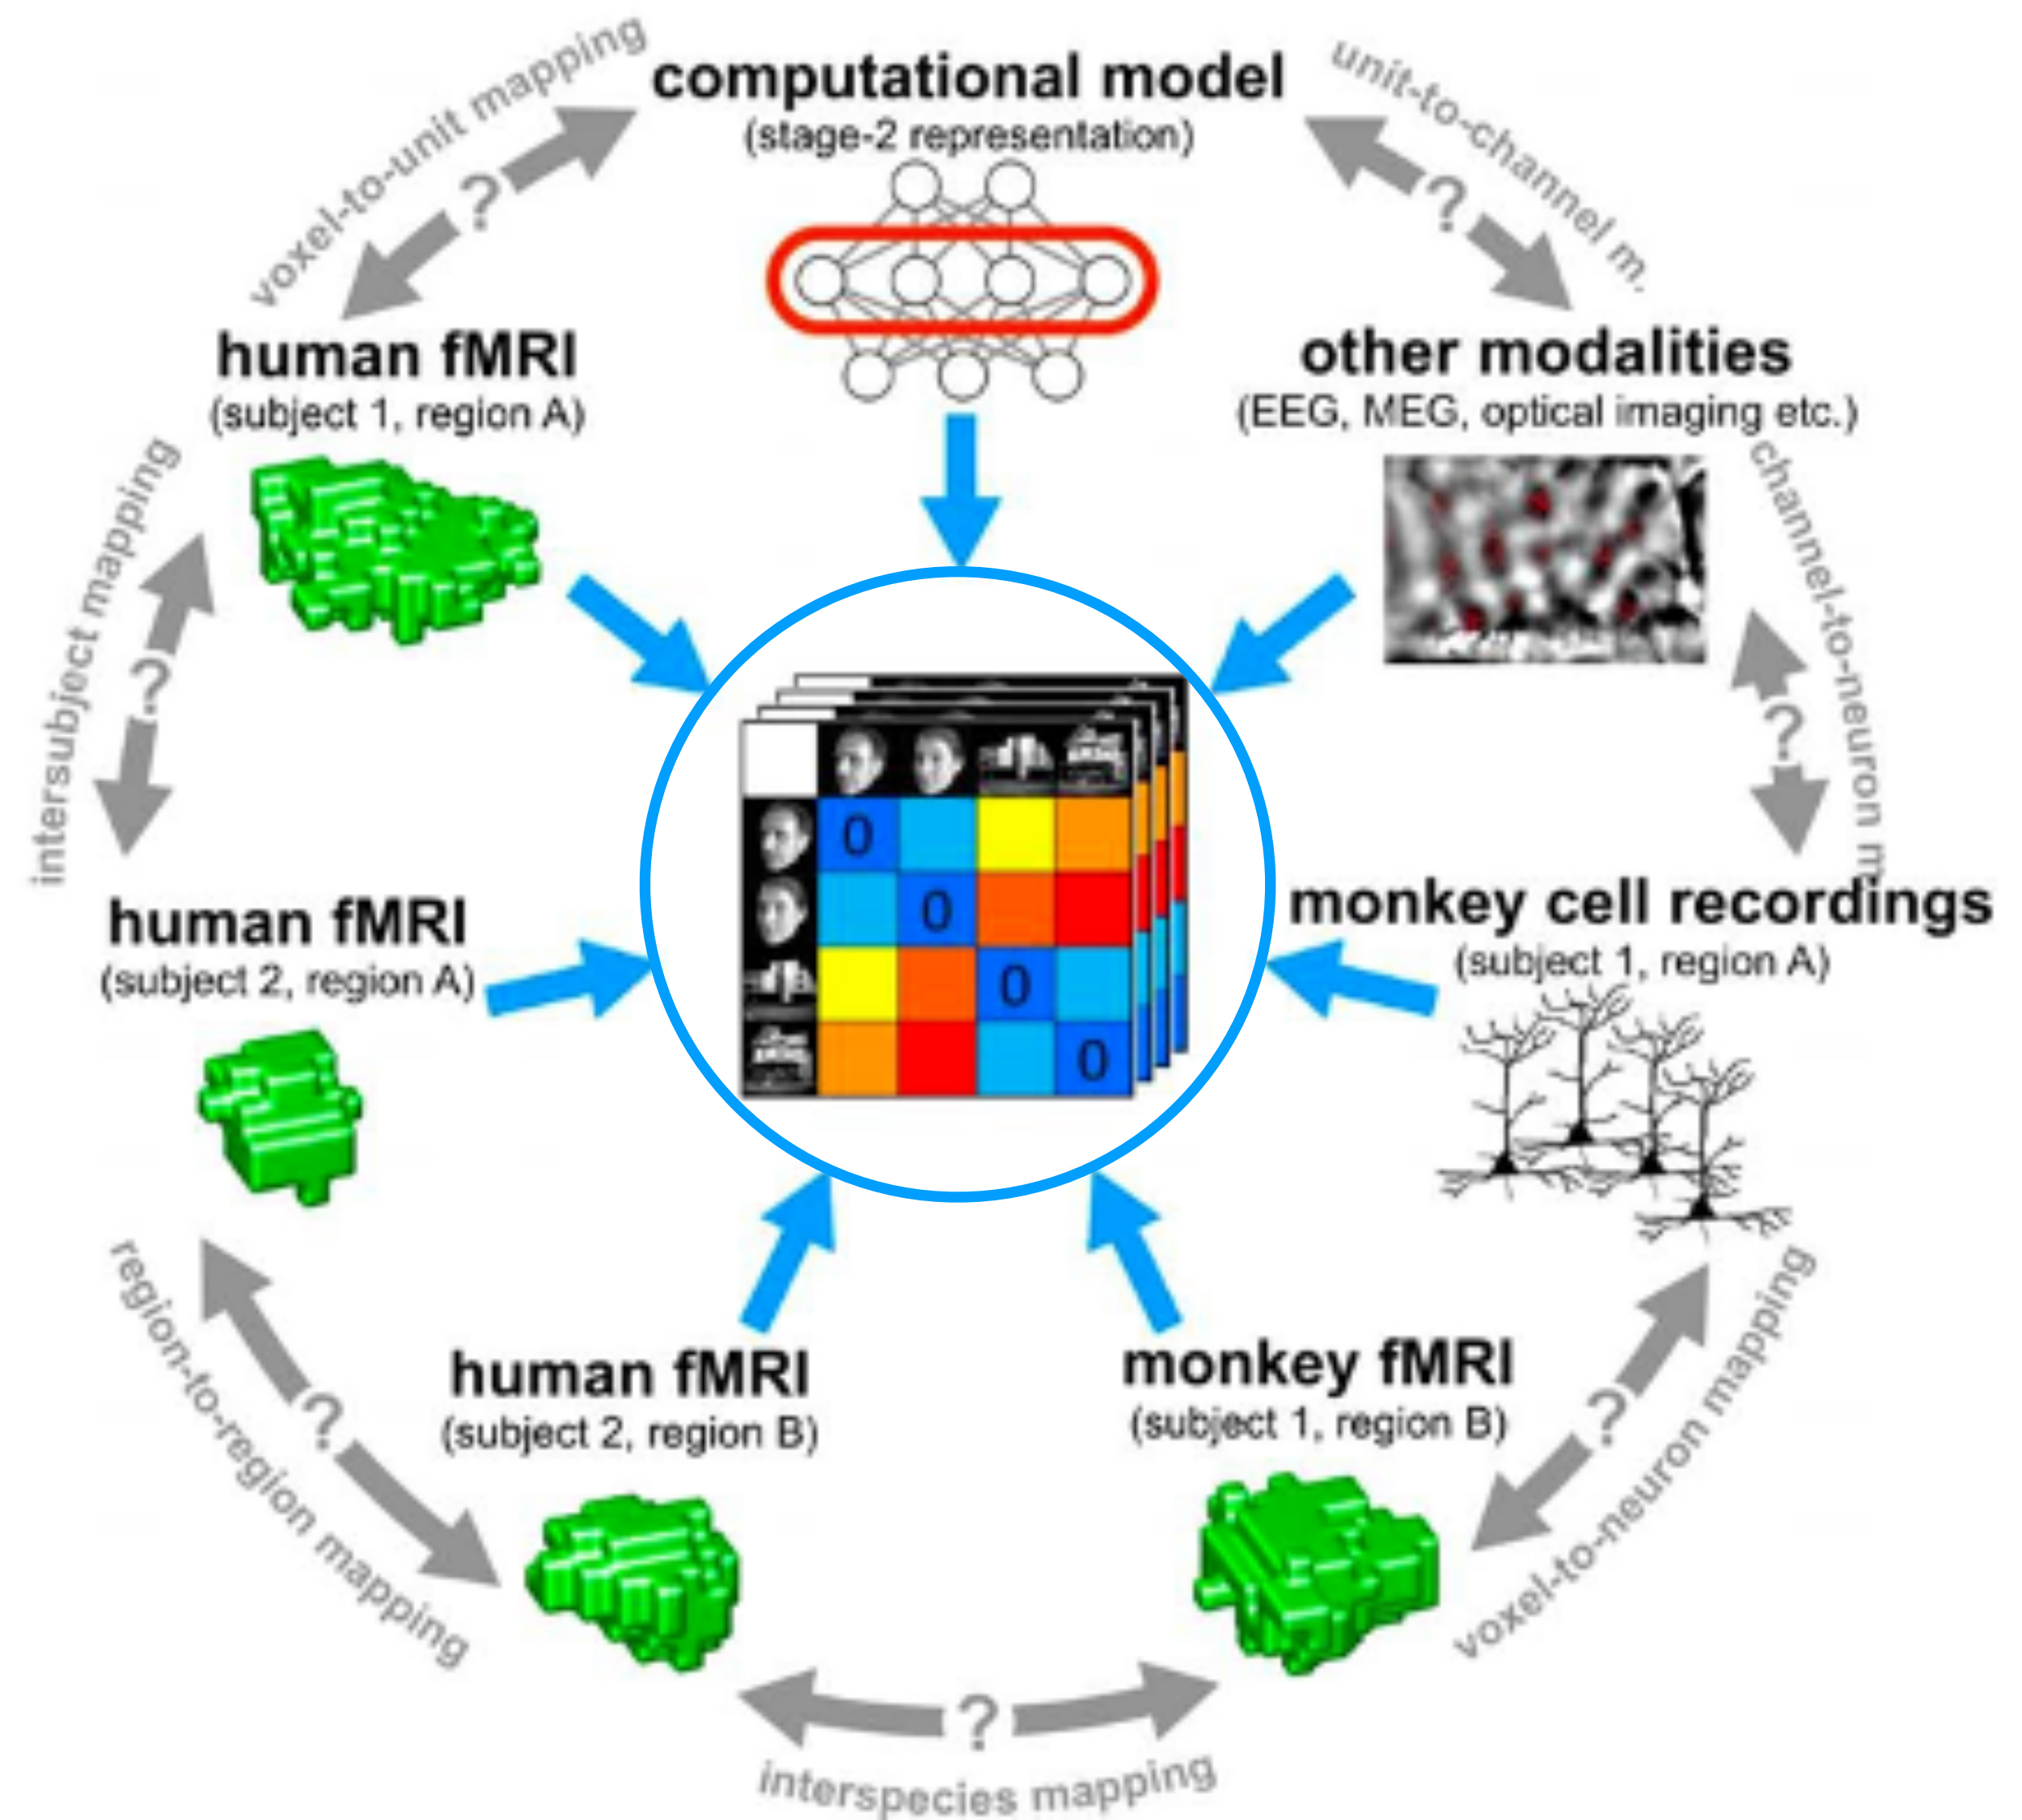 voxel-to-unit mapping
computational model
(stage-2 representation)
unit-to-channel m.
?
?
human fMRI
(subject 1, region A)
other modalities
(EEG, MEG, optical imaging etc.)
intersubject mapping
?
channel-to-neuron m
?
0
0
0
0
human fMRI
(subject 2, region A)
monkey cell recordings
(subject 1, region A)
region-to-region mapping
?
human fMRI
(subject 2, region B)
monkey fMRI
(subject 1, region B)
?
voxel-to-neuron mapping
?
interspecies mapping